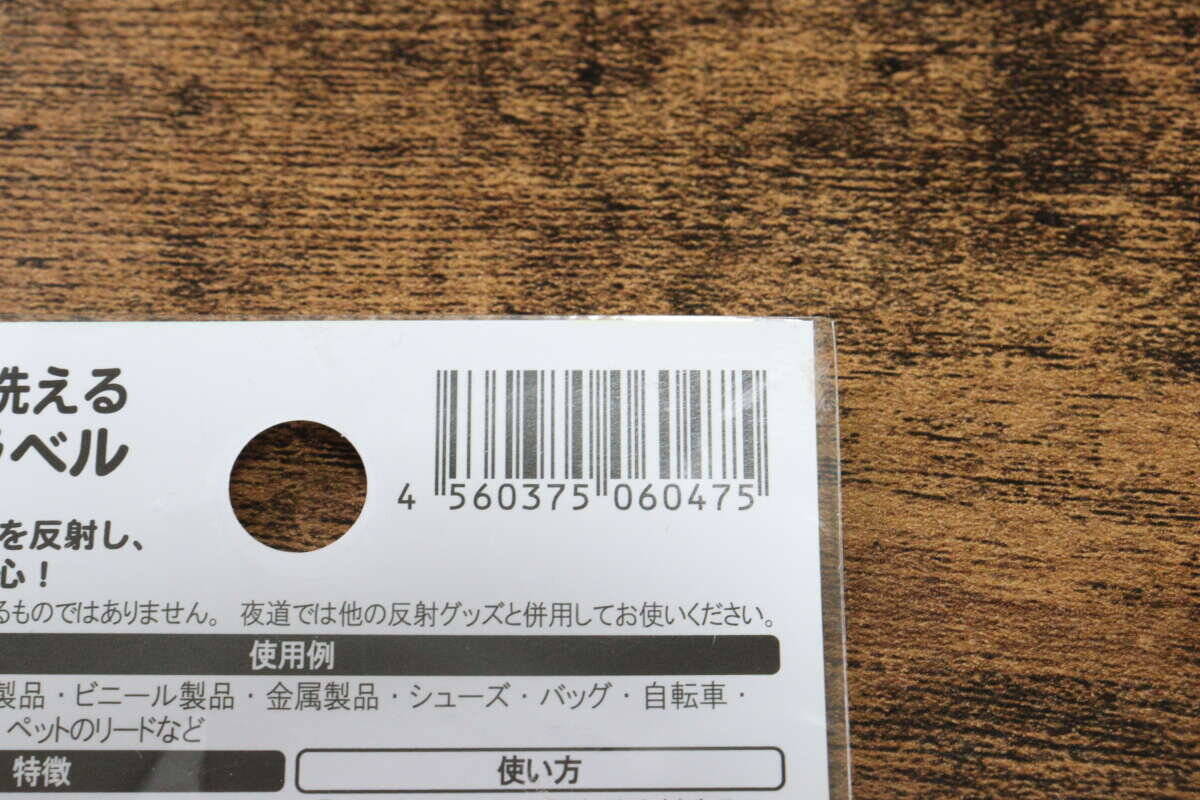 洗える
ラベル
4 560375 060475
を反射し、
心！
るものではありません。 夜道では他の反射グッズと併用してお使いください。
使用例
製品・ビニール製品・金属製品・シューズ・バッグ・自転車・
ペットのリードなど
特徴
使い方